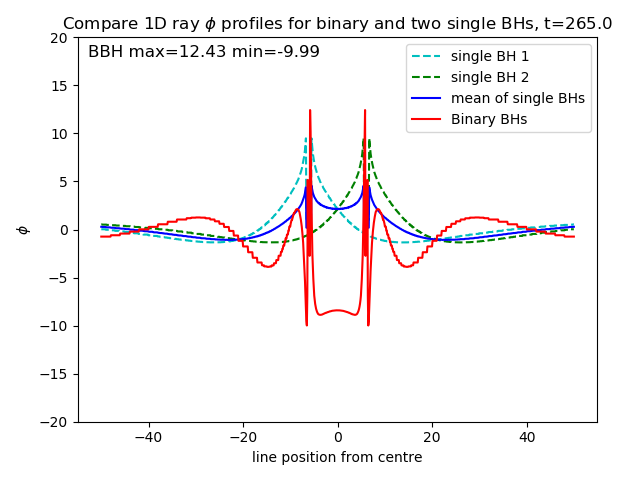 Compare 1D ray ϕ profiles for binary and two single BHs, t=265.0
BBH max=12.43 min=-9.99
single BH 1
single BH 2
mean of single BHs
Binary BHs
20
15
10
5
0
−5
−10
−15
−20
ϕ
−40
−20
0
20
40
line position from centre